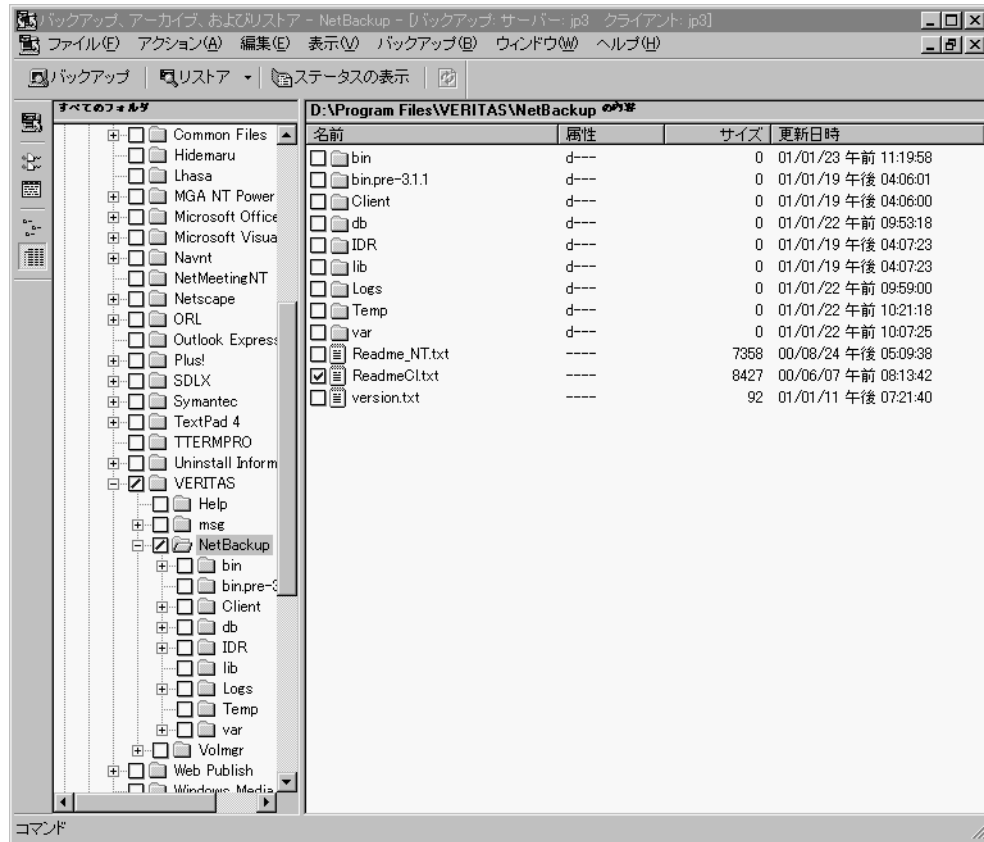 バックアップ、アーカイブ、およびリストア - NetBackup - [バックアップ: サーバー: jp3 クライアント: jp3]
ファイル(F) アクション(A) 編集(E) 表示(V) バックアップ(B) ウィンドウ(W) ヘルプ(H)
バックアップ リストア ステータスの表示
すべてのフォルダ
Common Files
Hidemaru
Lhasa
MGA NT Power
Microsoft Office
Microsoft Visua
Navnt
NetMeetingNT
Netscape
ORL
Outlook Express
Plus!
SDLX
Symantec
TextPad 4
TTERMPRO
Uninstall Inform
VERITAS
Help
msg
NetBackup
bin
bin.pre-3
Client
db
IDR
lib
Logs
Temp
var
Volmgr
Web Publish
Windows Media
D:\Program Files\VERITAS\NetBackup の内容
名前 属性 サイズ 更新日時
bin d--- 0 01/01/23 午前 11:19:58
bin.pre-3.1.1 d--- 0 01/01/19 午後 04:06:01
Client d--- 0 01/01/19 午後 04:06:00
db d--- 0 01/01/22 午前 09:53:18
IDR d--- 0 01/01/19 午後 04:07:23
lib d--- 0 01/01/19 午後 04:07:23
Logs d--- 0 01/01/22 午前 09:59:00
Temp d--- 0 01/01/22 午前 10:21:18
var d--- 0 01/01/22 午前 10:07:25
Readme_NT.txt ---- 7358 00/08/24 午後 05:09:38
ReadmeCl.txt ---- 8427 00/06/07 午前 08:13:42
version.txt ---- 92 01/01/11 午後 07:21:40
コマンド